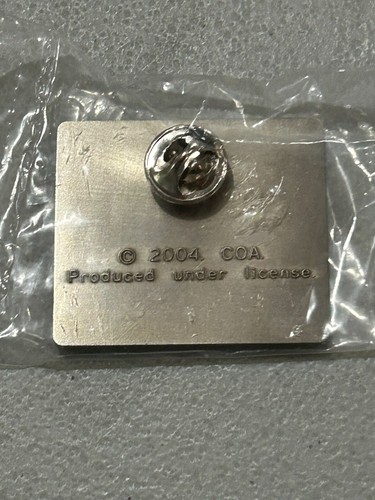 © 2004. COA.
Produced under license.